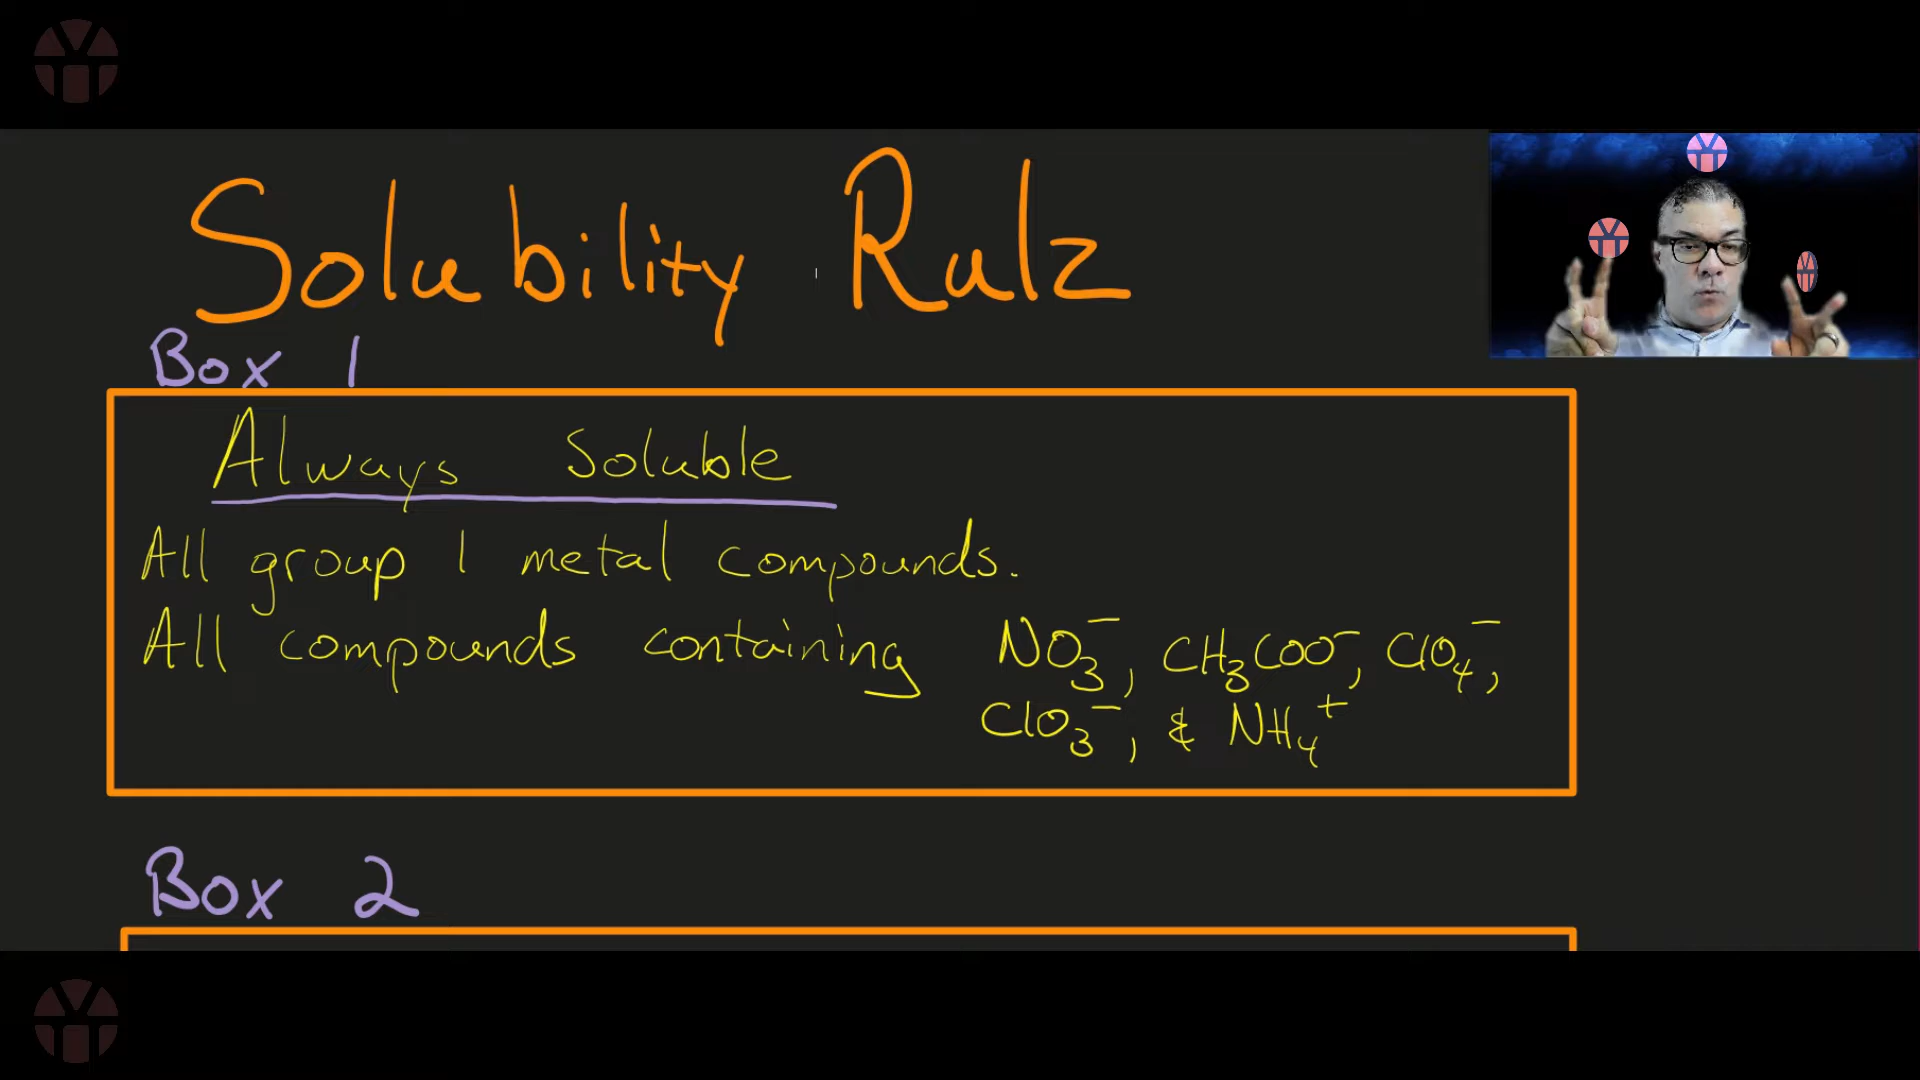 Solubility Rulz
Box 1
Always Soluble
All group 1 metal compounds.
All compounds containing NO₃⁻, CH₃COO⁻, ClO₄⁻,
ClO₃⁻, & NH₄⁺
Box 2